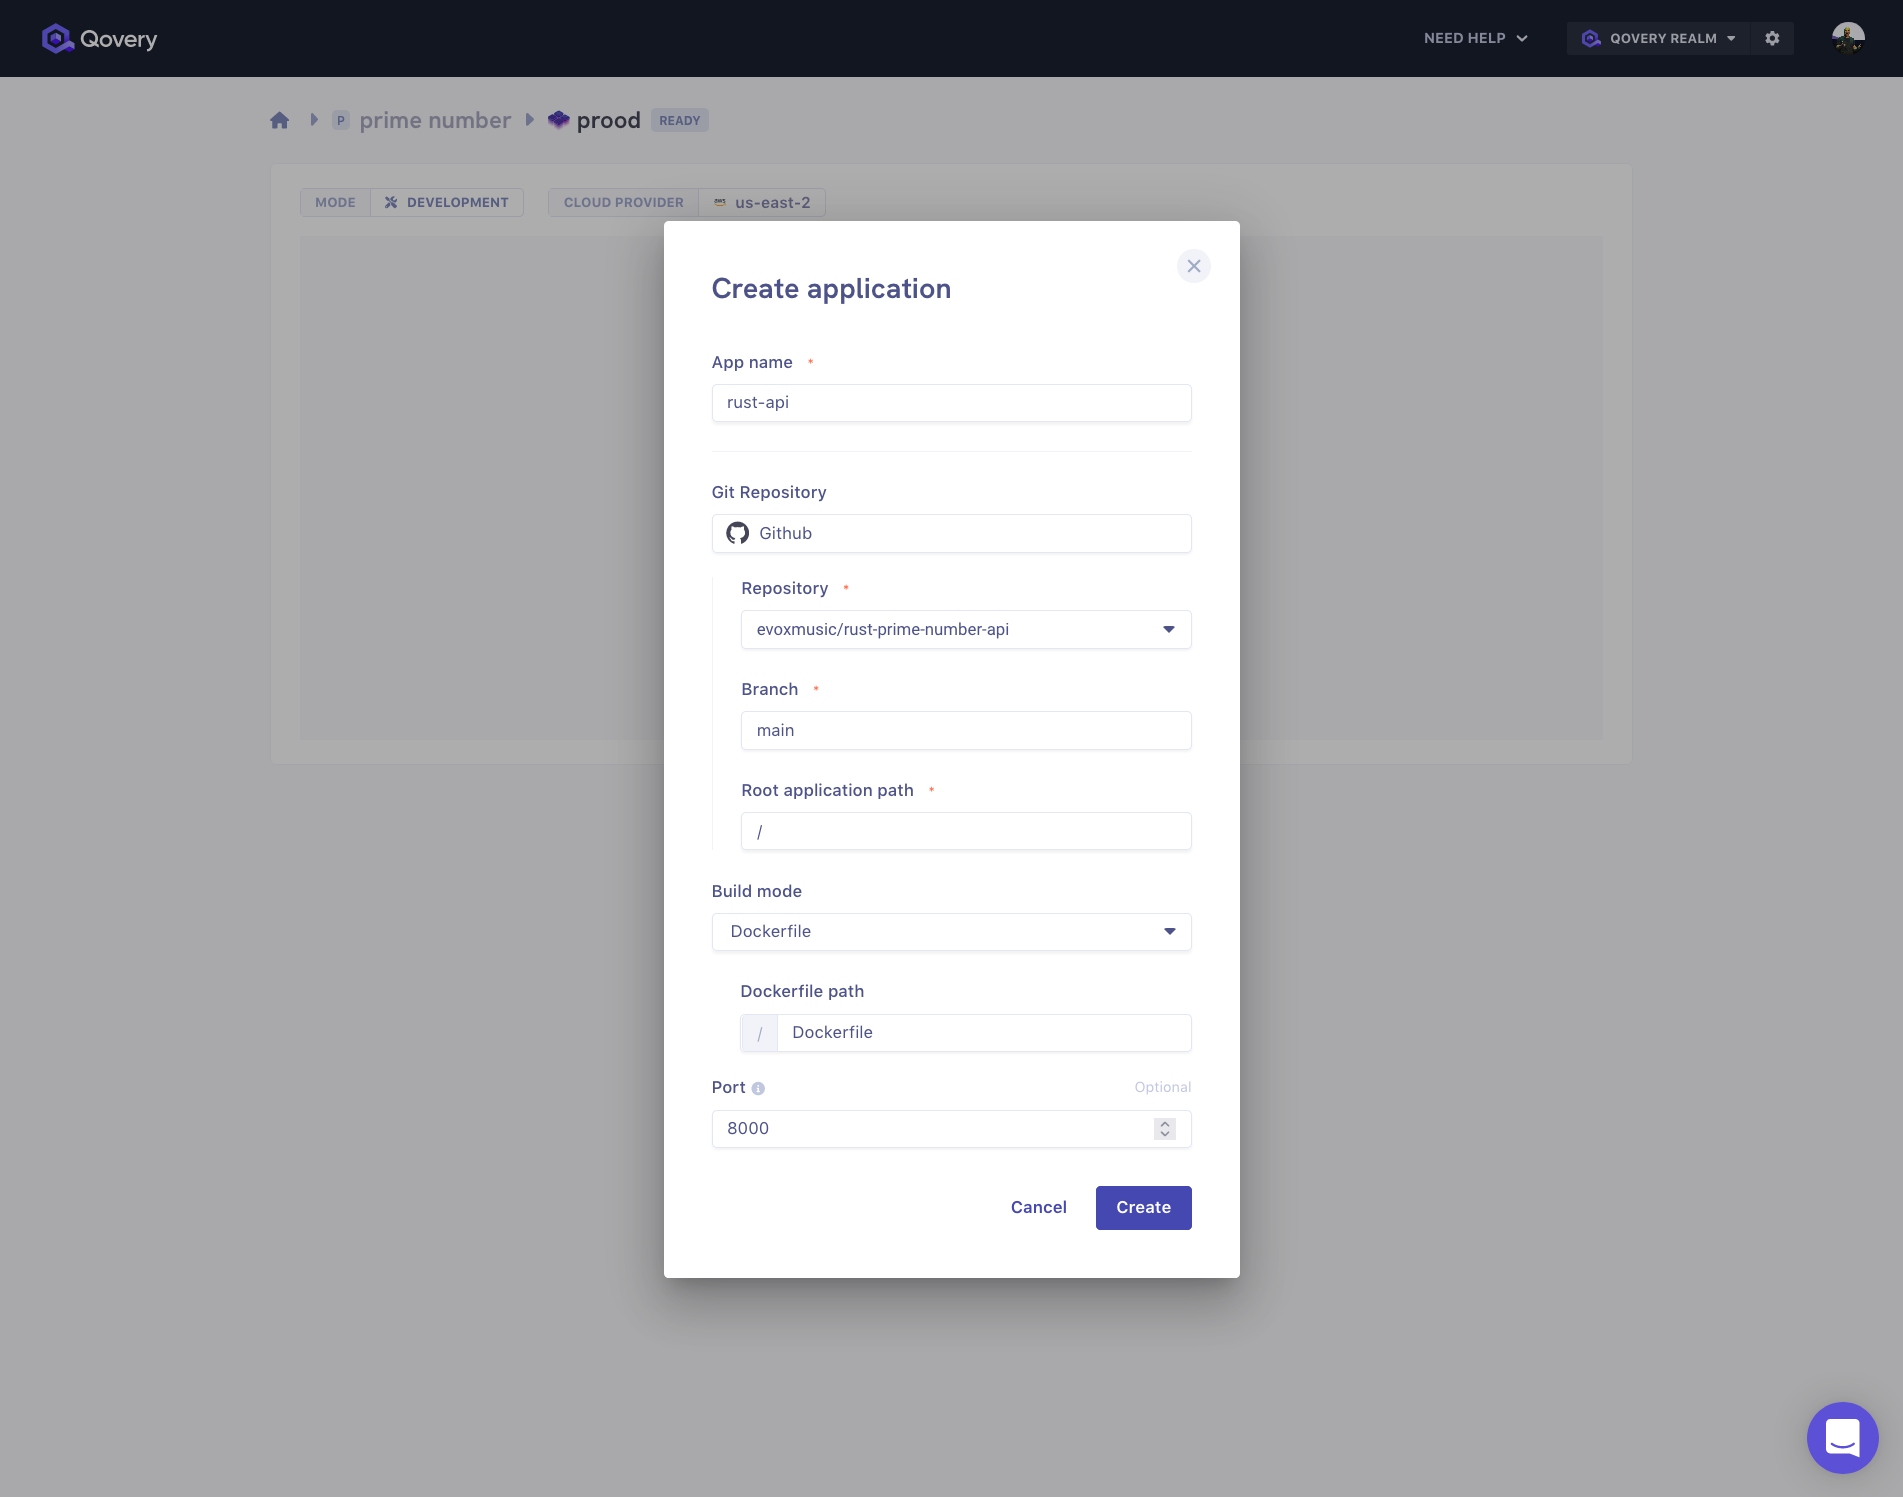 Qovery
NEED HELP
QOVERY REALM
P prime number prood READY
MODE DEVELOPMENT CLOUD PROVIDER aws us-east-2
Create application
App name *
rust-api
Git Repository
Github
Repository *
evoxmusic/rust-prime-number-api
Branch *
main
Root application path *
/
Build mode
Dockerfile
Dockerfile path
/ Dockerfile
Port Optional
8000
Cancel Create